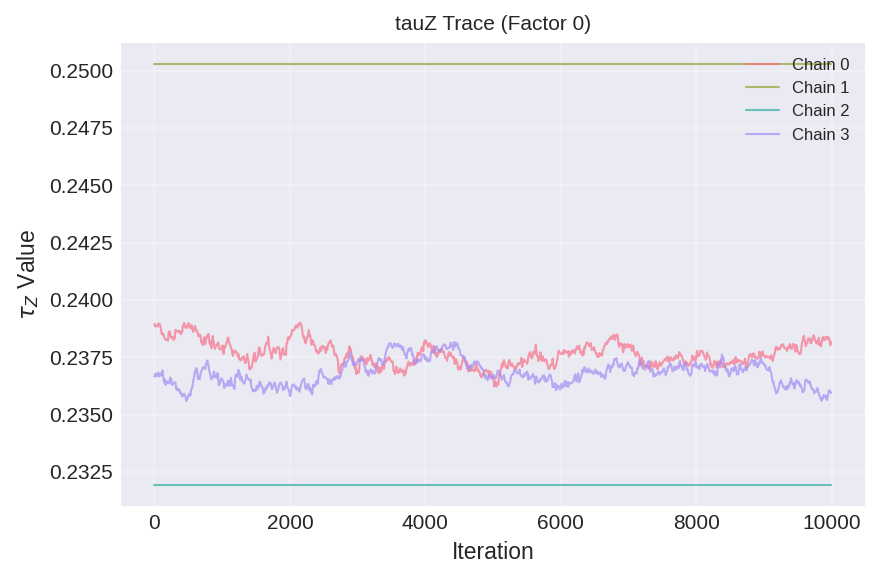 tauZ Trace (Factor 0)
0.2500
0.2475
0.2450
0.2425
0.2400
0.2375
0.2350
0.2325
τZ Value
Chain 0
Chain 1
Chain 2
Chain 3
0 2000 4000 6000 8000 10000
Iteration